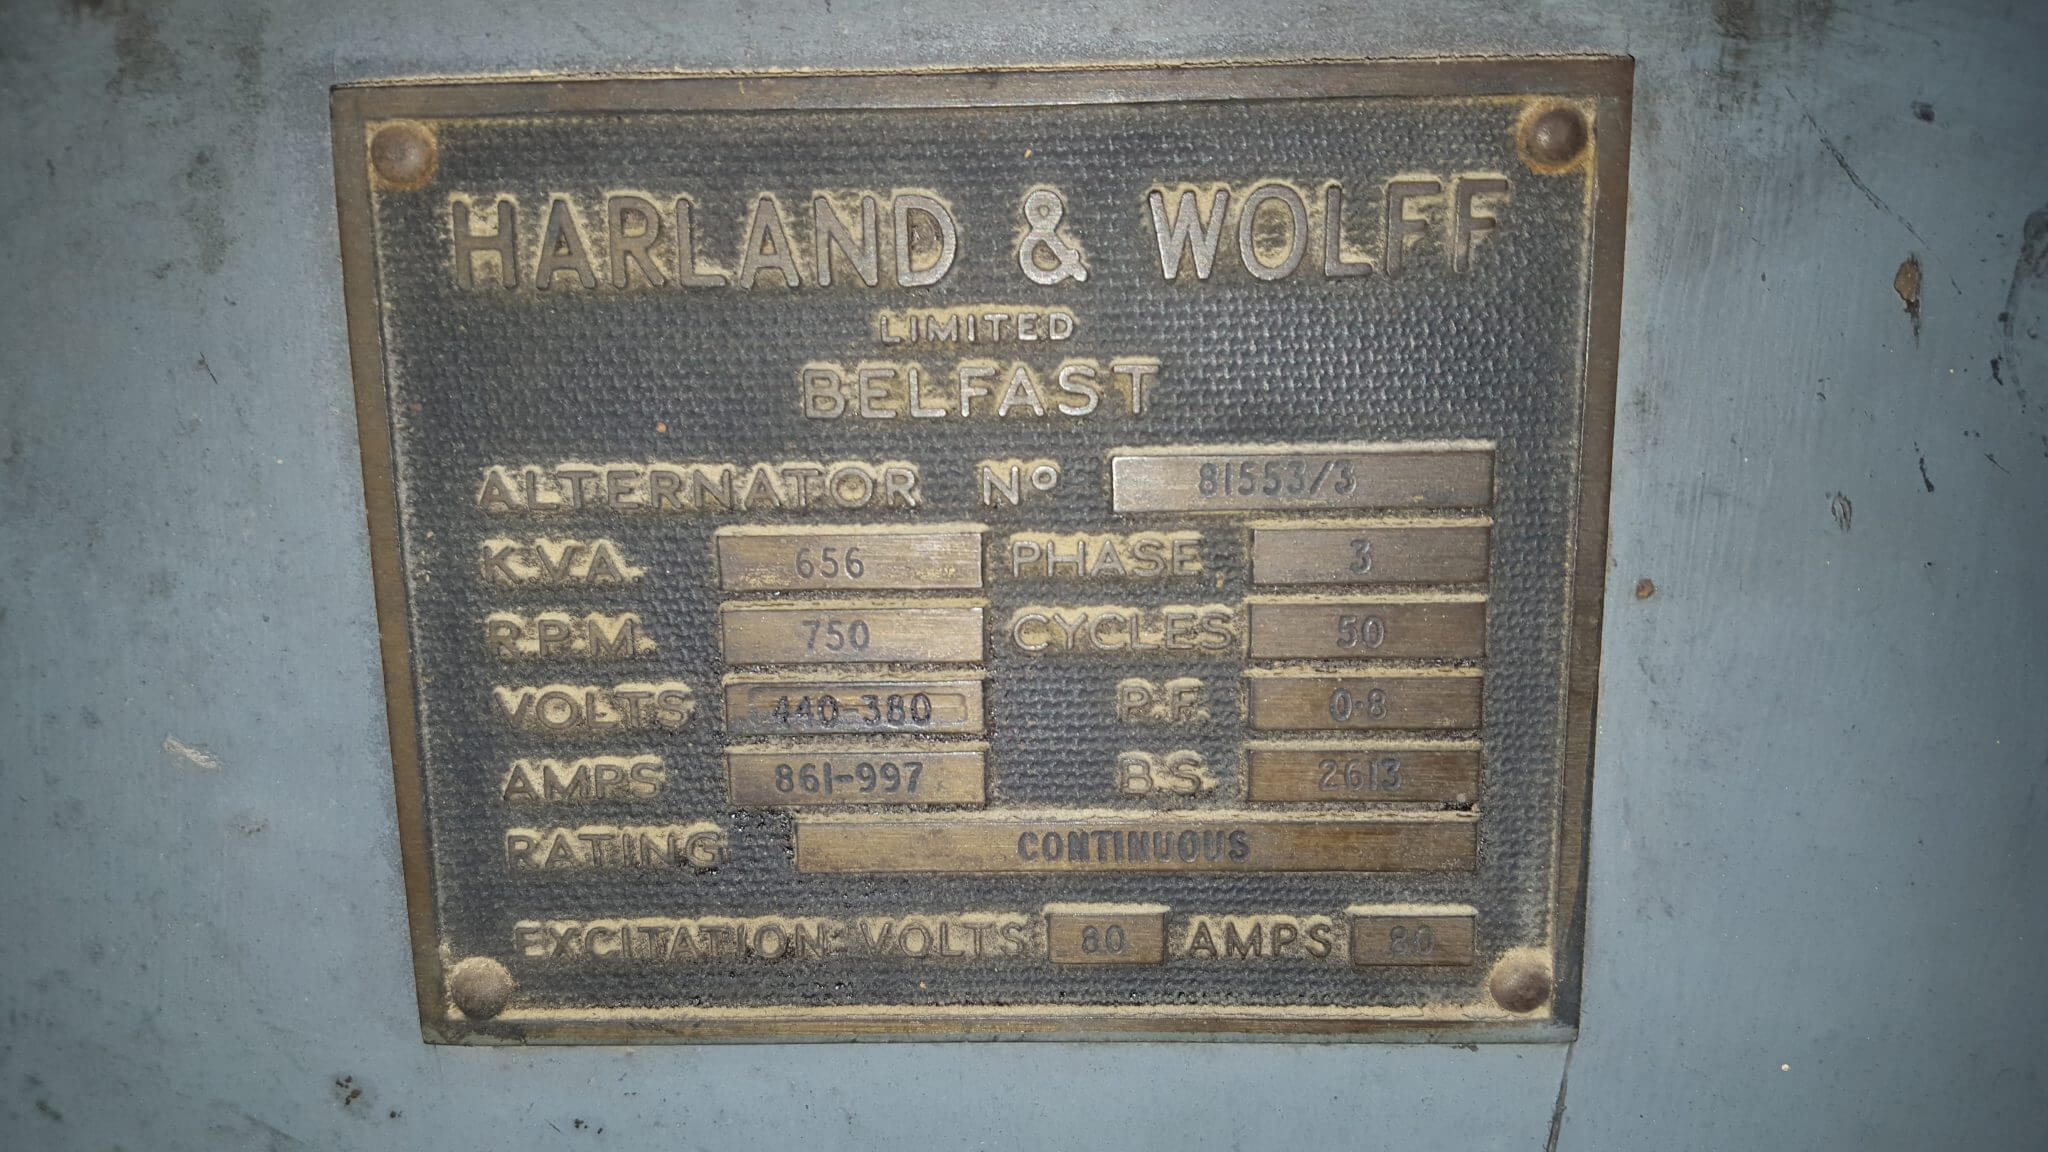 HARLAND & WOLFF
LIMITED
BELFAST
ALTERNATOR Nº 81553/3
K.V.A. 656 PHASE 3
R.P.M. 750 CYCLES 50
VOLTS 440-380 P.F. 0·8
AMPS 861-997 B.S. 2613
RATING CONTINUOUS
EXCITATION-VOLTS 80 AMPS 80